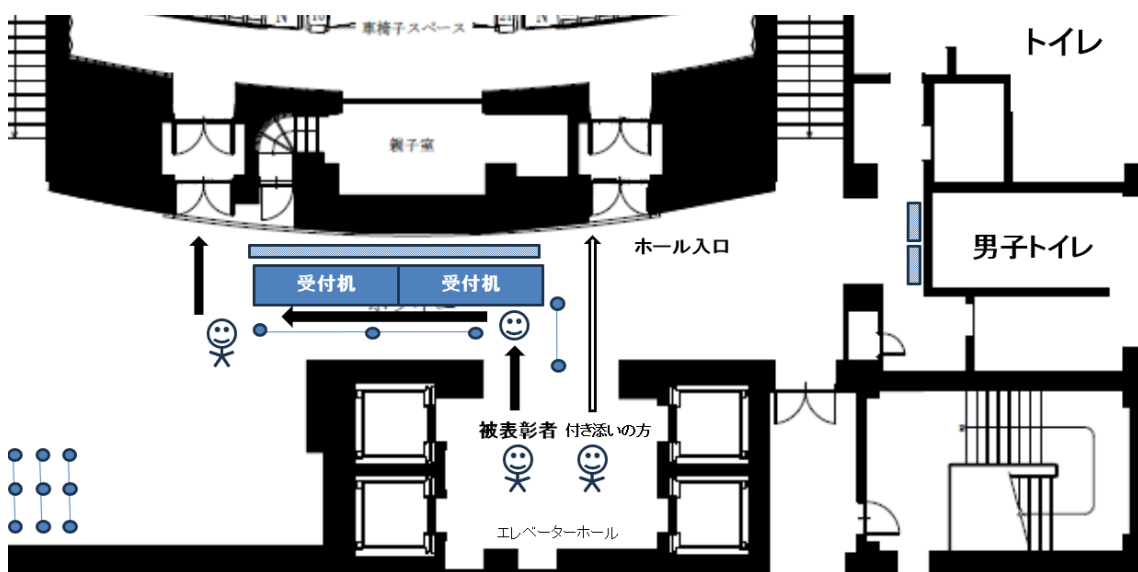 車椅子スペース
トイレ
親子室
ホール入口
男子トイレ
受付机
受付机
被表彰者
付き添いの方
エレベーターホール